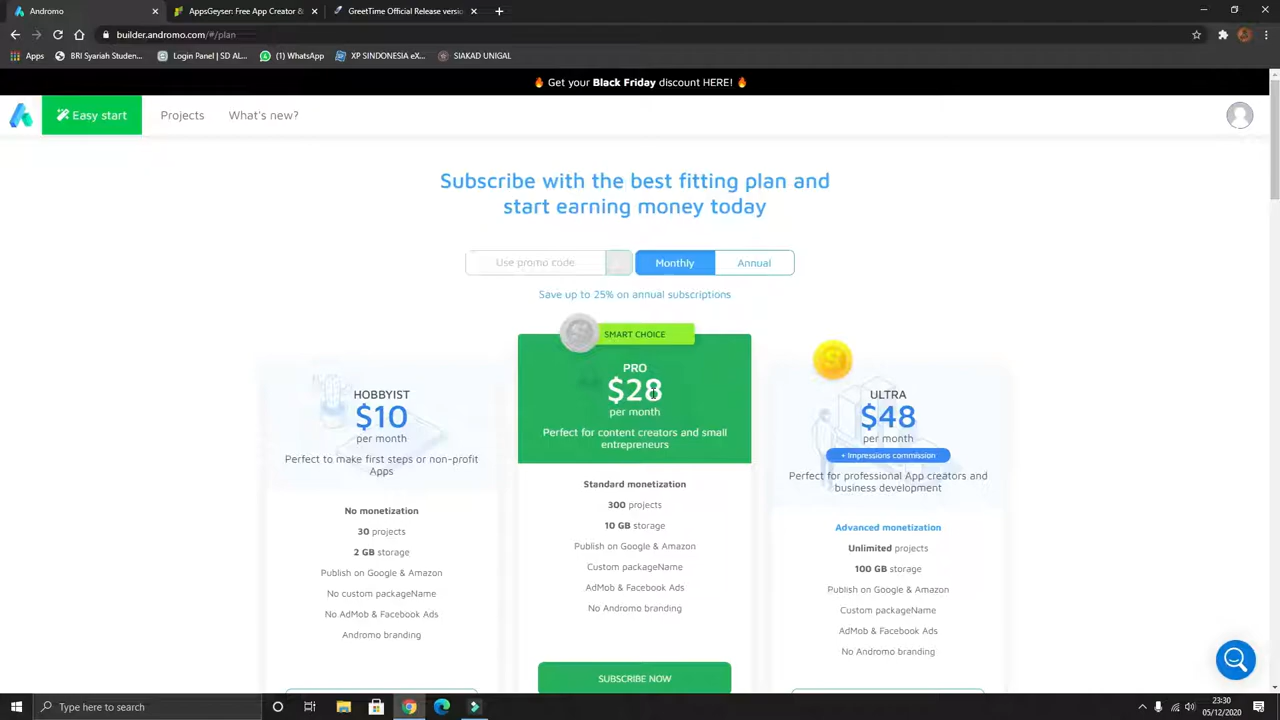 Andromo
AppsGeyser: Free App Creator &
GreeTime Official Release versio
builder.andromo.com/#/plan
Apps
BRI Syariah Studen...
Login Panel | SD AL...
(1) WhatsApp
XP SINDONESIA eX...
SIAKAD UNIGAL
Get your Black Friday discount HERE!
Easy start
Projects
What's new?
Subscribe with the best fitting plan and
start earning money today
Use promo code
Monthly
Annual
Save up to 25% on annual subscriptions
HOBBYIST
$10
per month
Perfect to make first steps or non-profit
Apps
No monetization
30 projects
2 GB storage
Publish on Google & Amazon
No custom packageName
No AdMob & Facebook Ads
Andromo branding
SMART CHOICE
PRO
$28
per month
Perfect for content creators and small
entrepreneurs
Standard monetization
300 projects
10 GB storage
Publish on Google & Amazon
Custom packageName
AdMob & Facebook Ads
No Andromo branding
SUBSCRIBE NOW
ULTRA
$48
per month
+ Impressions commission
Perfect for professional App creators and
business development
Advanced monetization
Unlimited projects
100 GB storage
Publish on Google & Amazon
Custom packageName
AdMob & Facebook Ads
No Andromo branding
Type here to search
23:30
05/12/2020